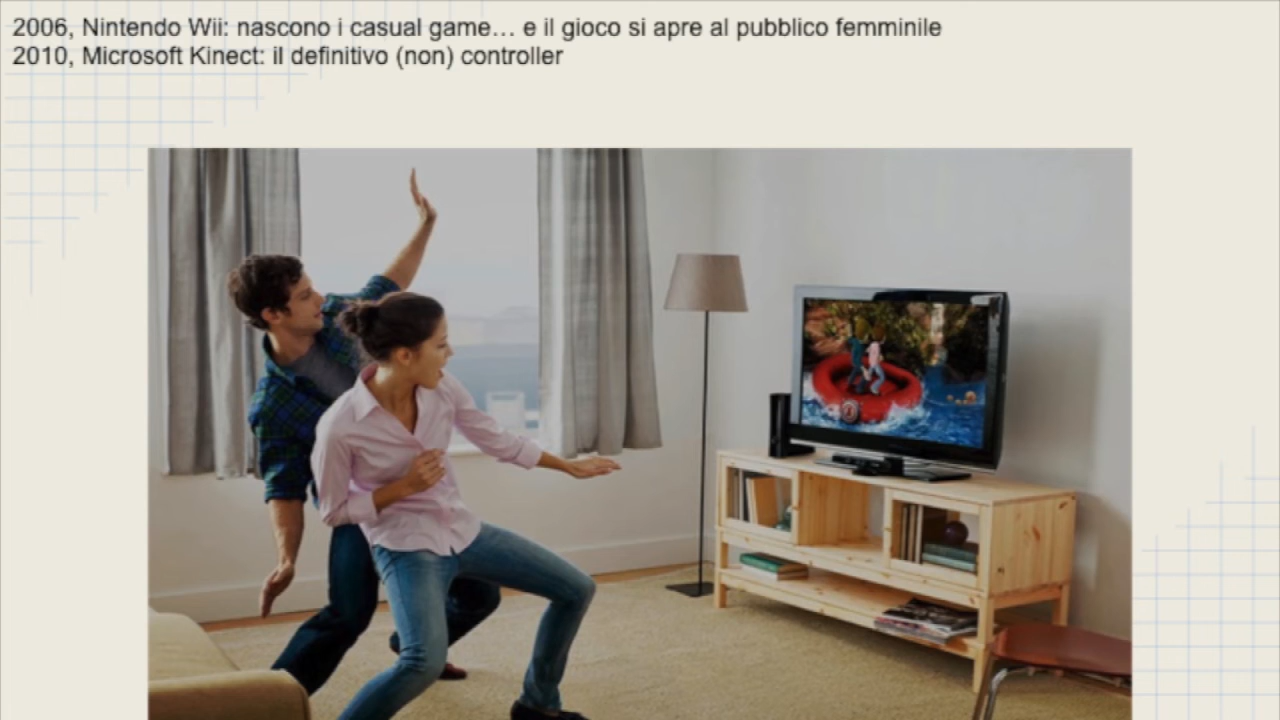 2006, Nintendo Wii: nascono i casual game... e il gioco si apre al pubblico femminile
2010, Microsoft Kinect: il definitivo (non) controller